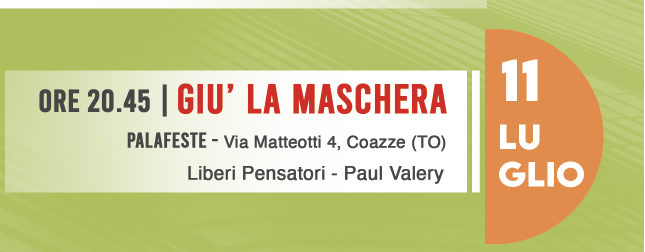 ORE 20.45 | GIU' LA MASCHERA
PALAFESTE - Via Matteotti 4, Coazze (TO)
Liberi Pensatori - Paul Valery
11
LU
GLIO